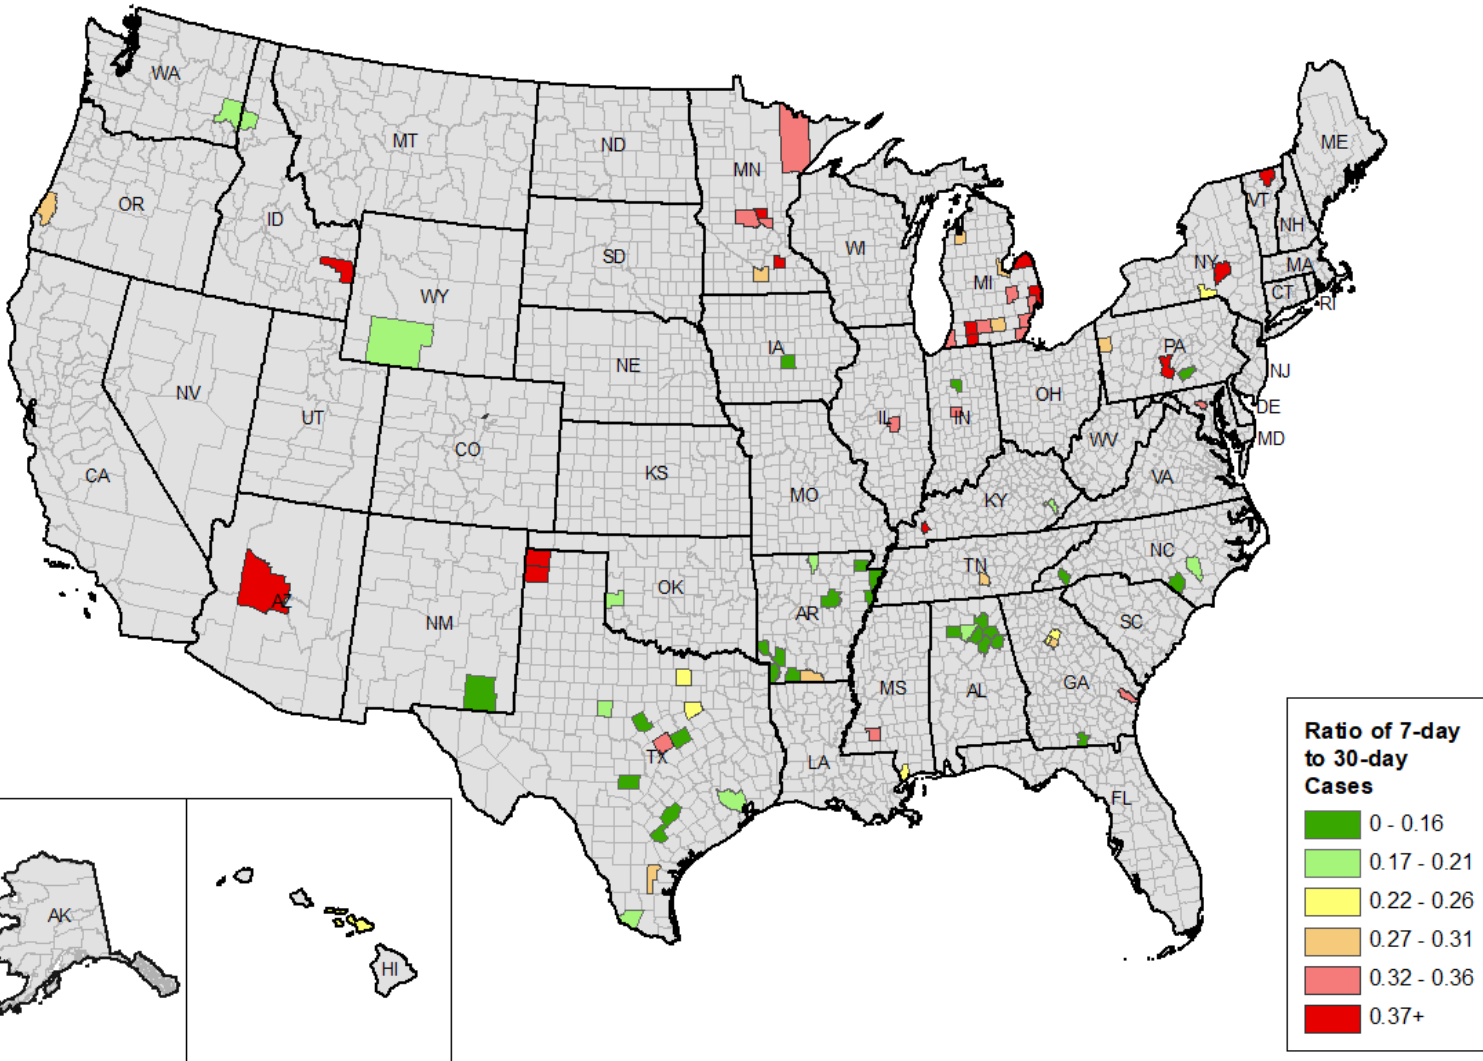 WA
MT
ND
MN
ME
OR
ID
SD
WI
VT
NH
NY
MA
MI
CT
RI
WY
NE
IA
PA
NJ
NV
UT
CO
IL
IN
OH
DE
MD
WV
CA
KS
MO
KY
VA
AZ
NM
OK
AR
TN
NC
SC
MS
AL
GA
TX
LA
FL
AK
HI
Ratio of 7-day
to 30-day
Cases
0 - 0.16
0.17 - 0.21
0.22 - 0.26
0.27 - 0.31
0.32 - 0.36
0.37+